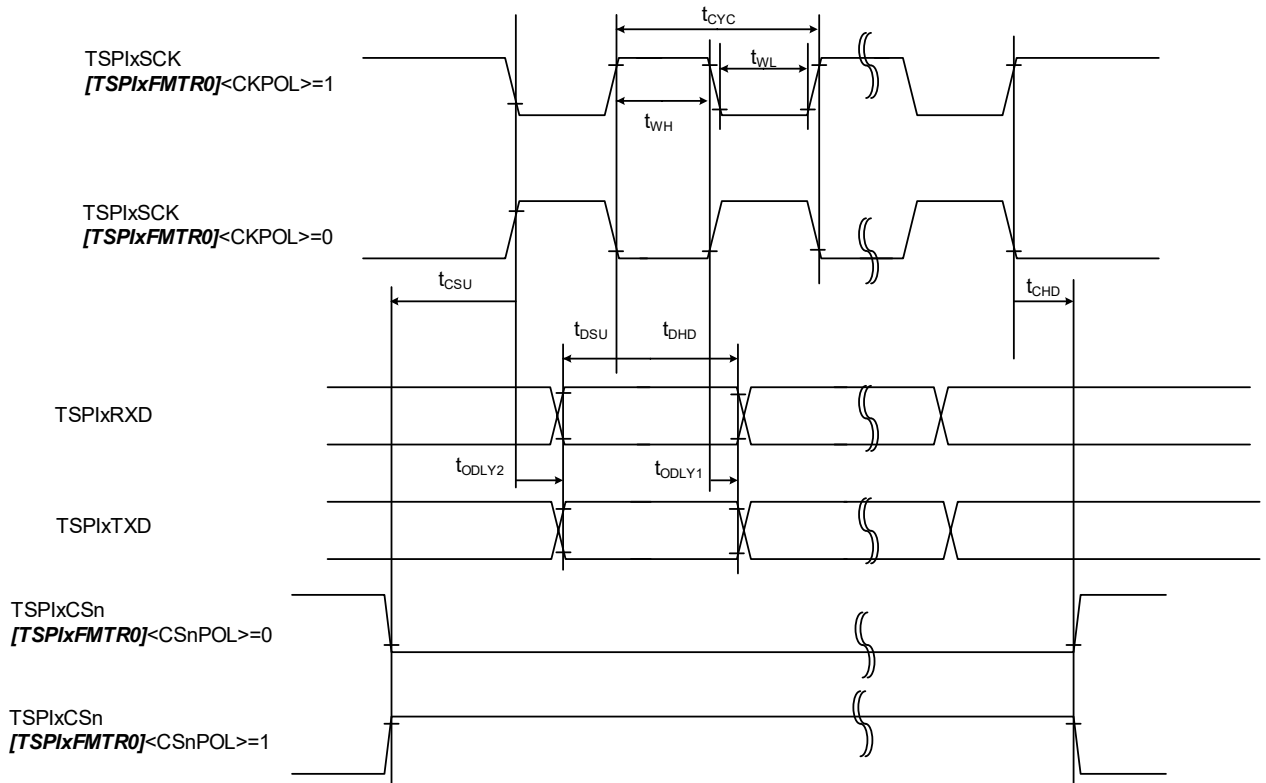 tCYC
TSPIxSCK
[TSPIxFMTR0]<CKPOL>=1
tWL
tWH
TSPIxSCK
[TSPIxFMTR0]<CKPOL>=0
tCSU
tCHD
tDSU
tDHD
TSPIxRXD
tODLY2
tODLY1
TSPIxTXD
TSPIxCSn
[TSPIxFMTR0]<CSnPOL>=0
TSPIxCSn
[TSPIxFMTR0]<CSnPOL>=1